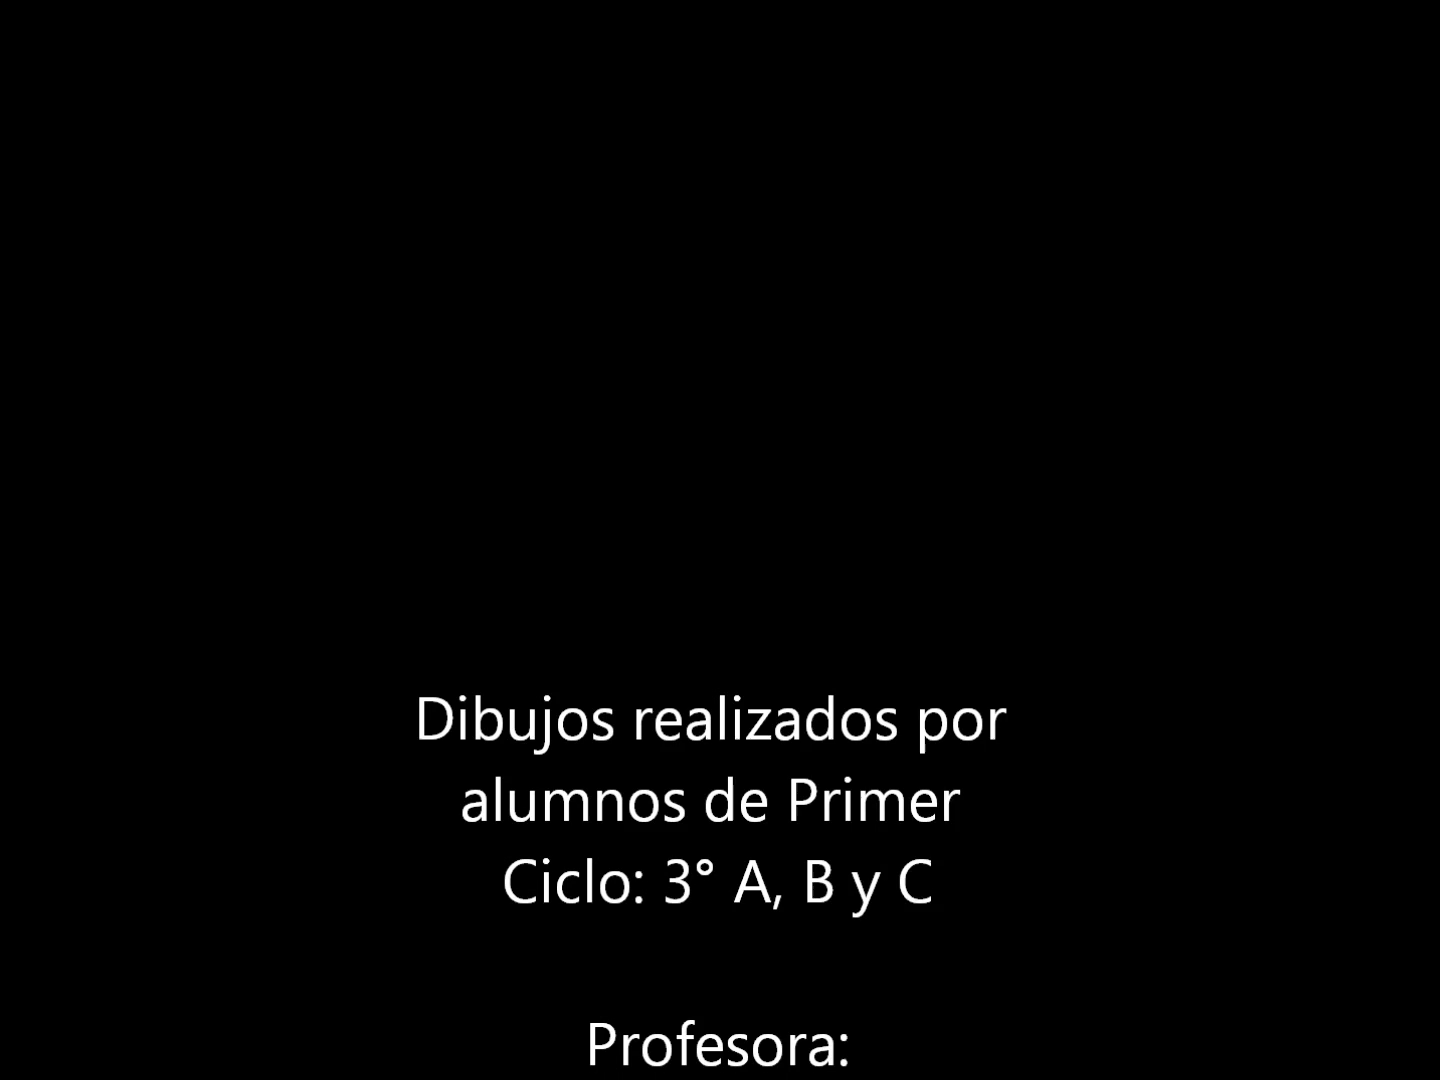 Dibujos realizados por
alumnos de Primer
Ciclo: 3° A, B y C
Profesora: